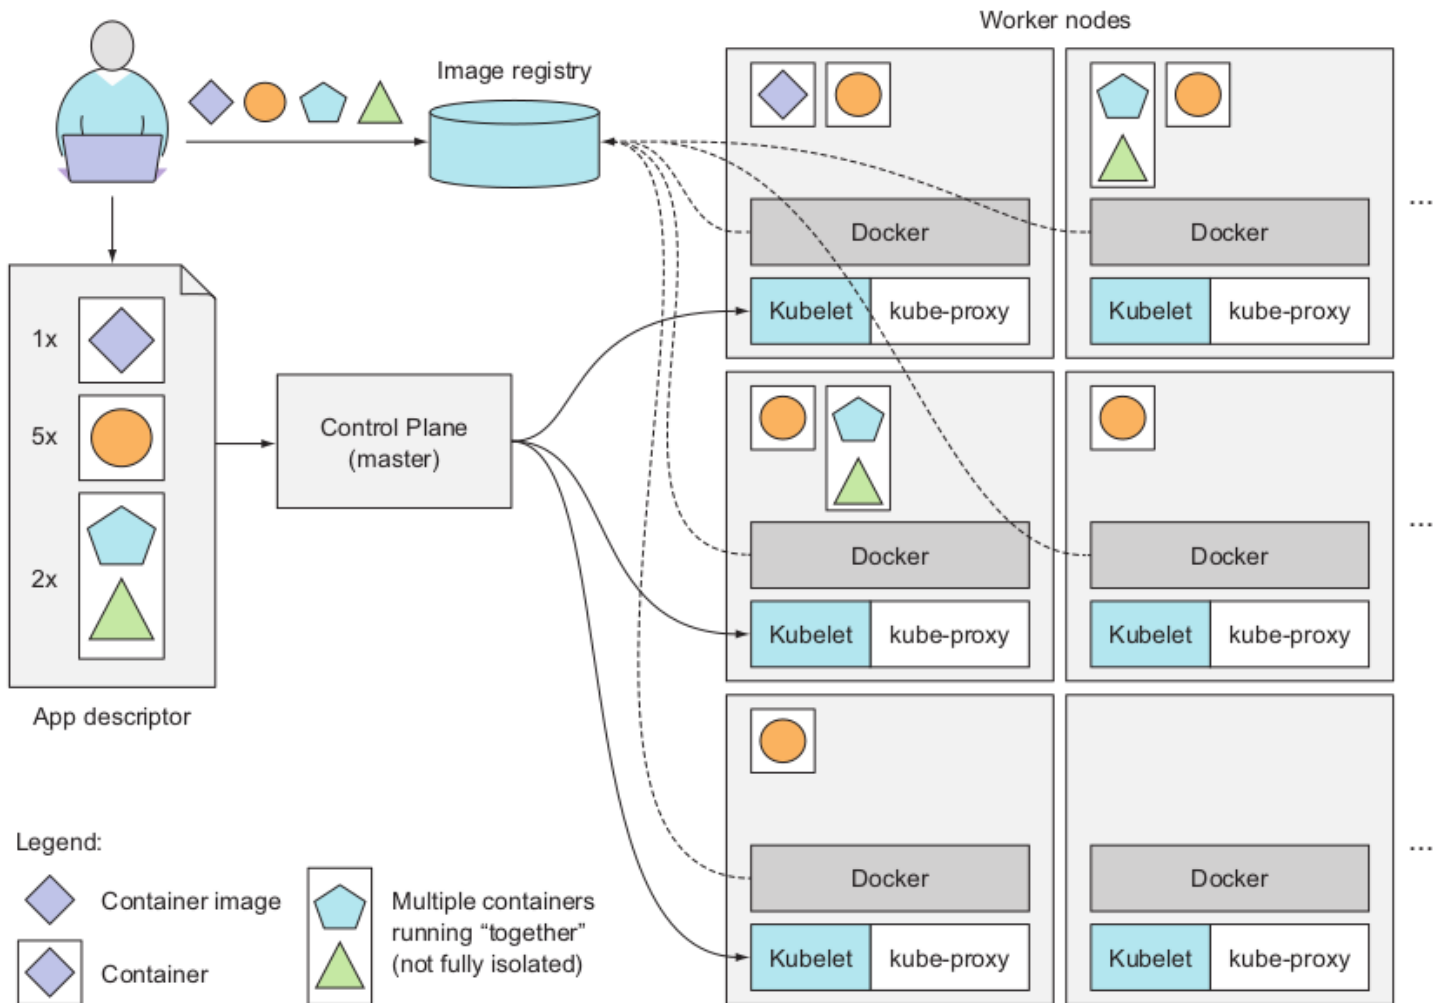 Worker nodes
Image registry
Docker
Docker
...
Kubelet
kube-proxy
Kubelet
kube-proxy
1x
5x
2x
App descriptor
Control Plane
(master)
Docker
Docker
...
Kubelet
kube-proxy
Kubelet
kube-proxy
Docker
Docker
...
Kubelet
kube-proxy
Kubelet
kube-proxy
Legend:
Container image
Container
Multiple containers
running “together”
(not fully isolated)